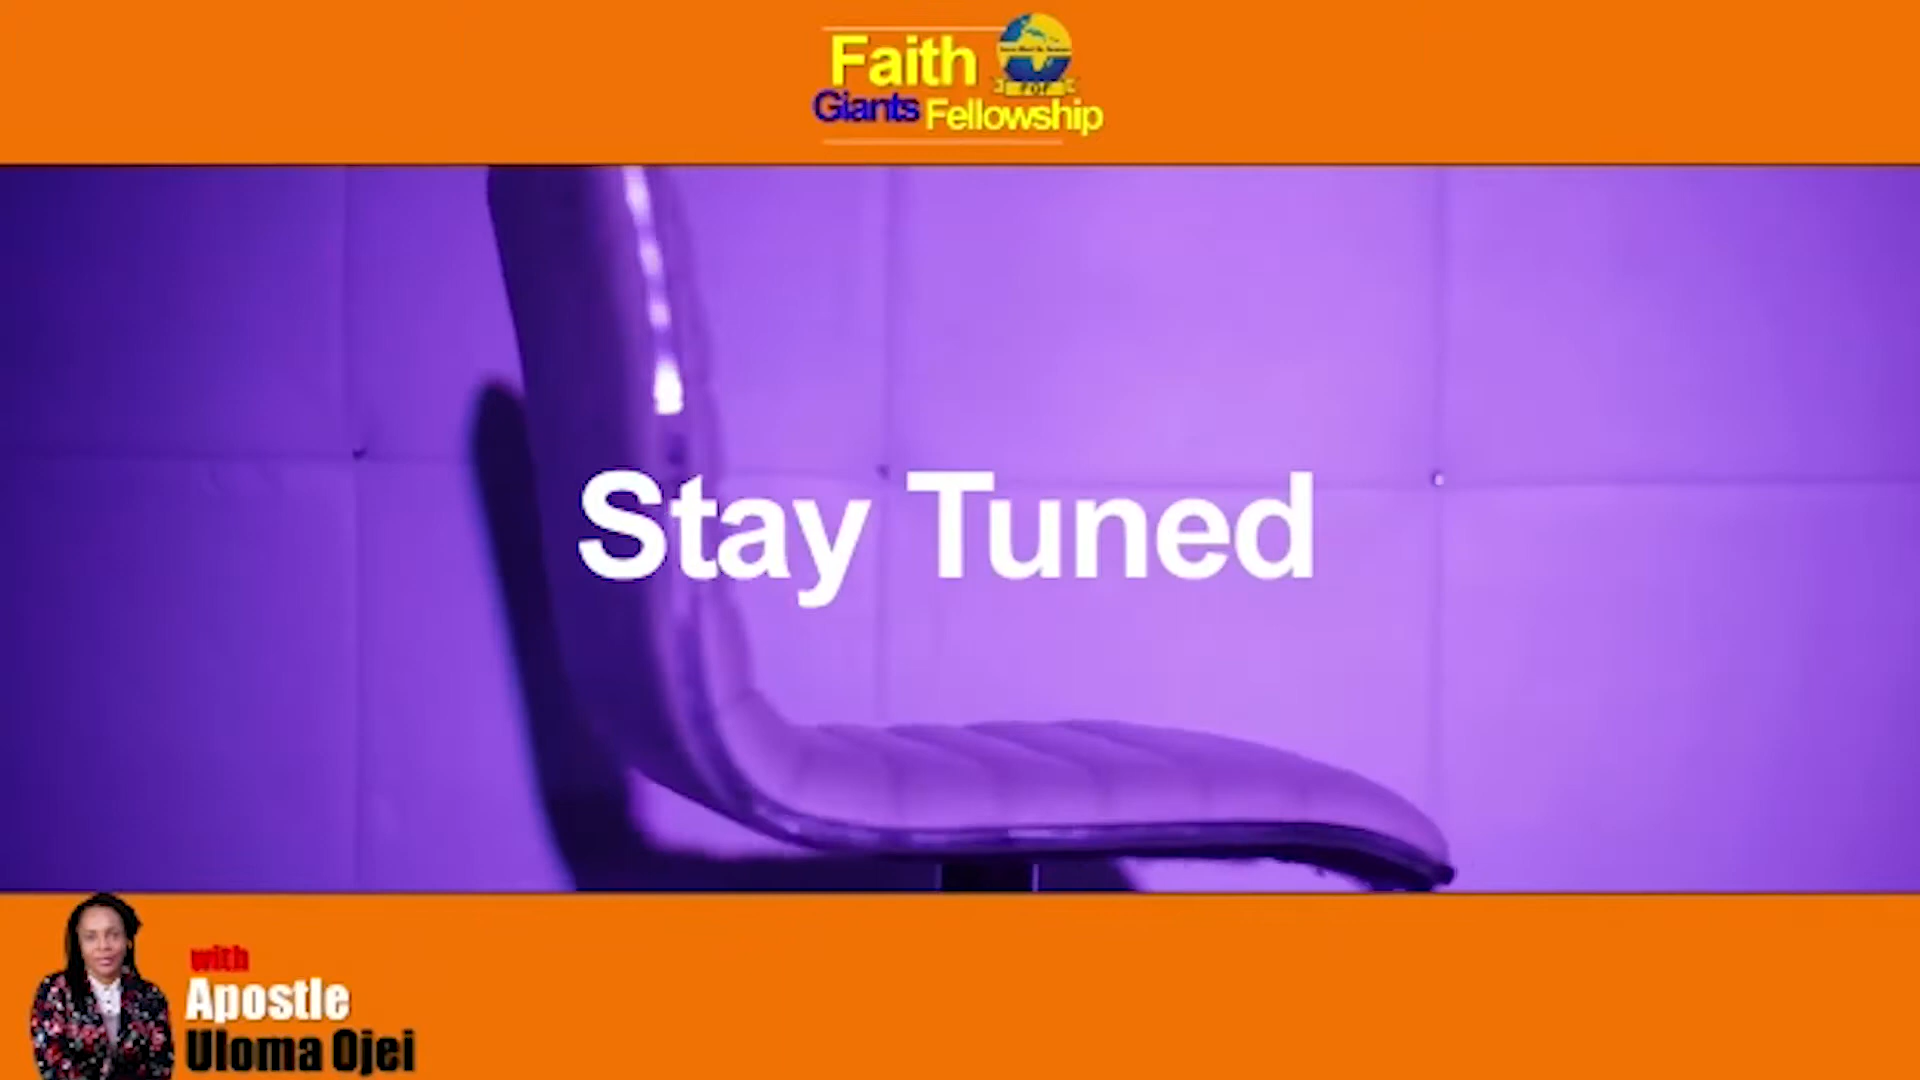 Faith
Giants Fellowship
Stay Tuned
with
Apostle
Uloma Ojei